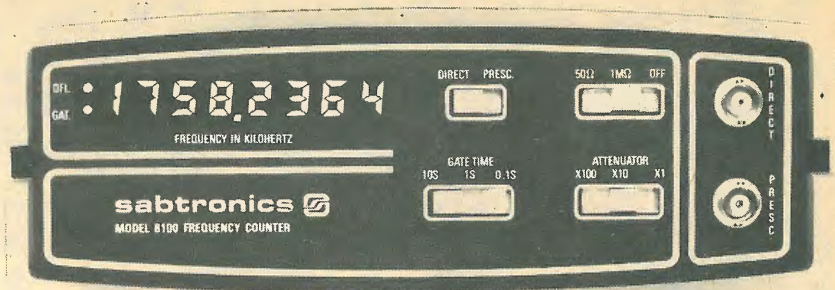 OFL.
GAT.
1758.2364
FREQUENCY IN KILOHERTZ
DIRECT PRESC.
50Ω 1MΩ OFF
GATE TIME
10S 1S 0.1S
ATTENUATOR
X100 X10 X1
sabtronics
MODEL 8100 FREQUENCY COUNTER
DIRECT
PRESC